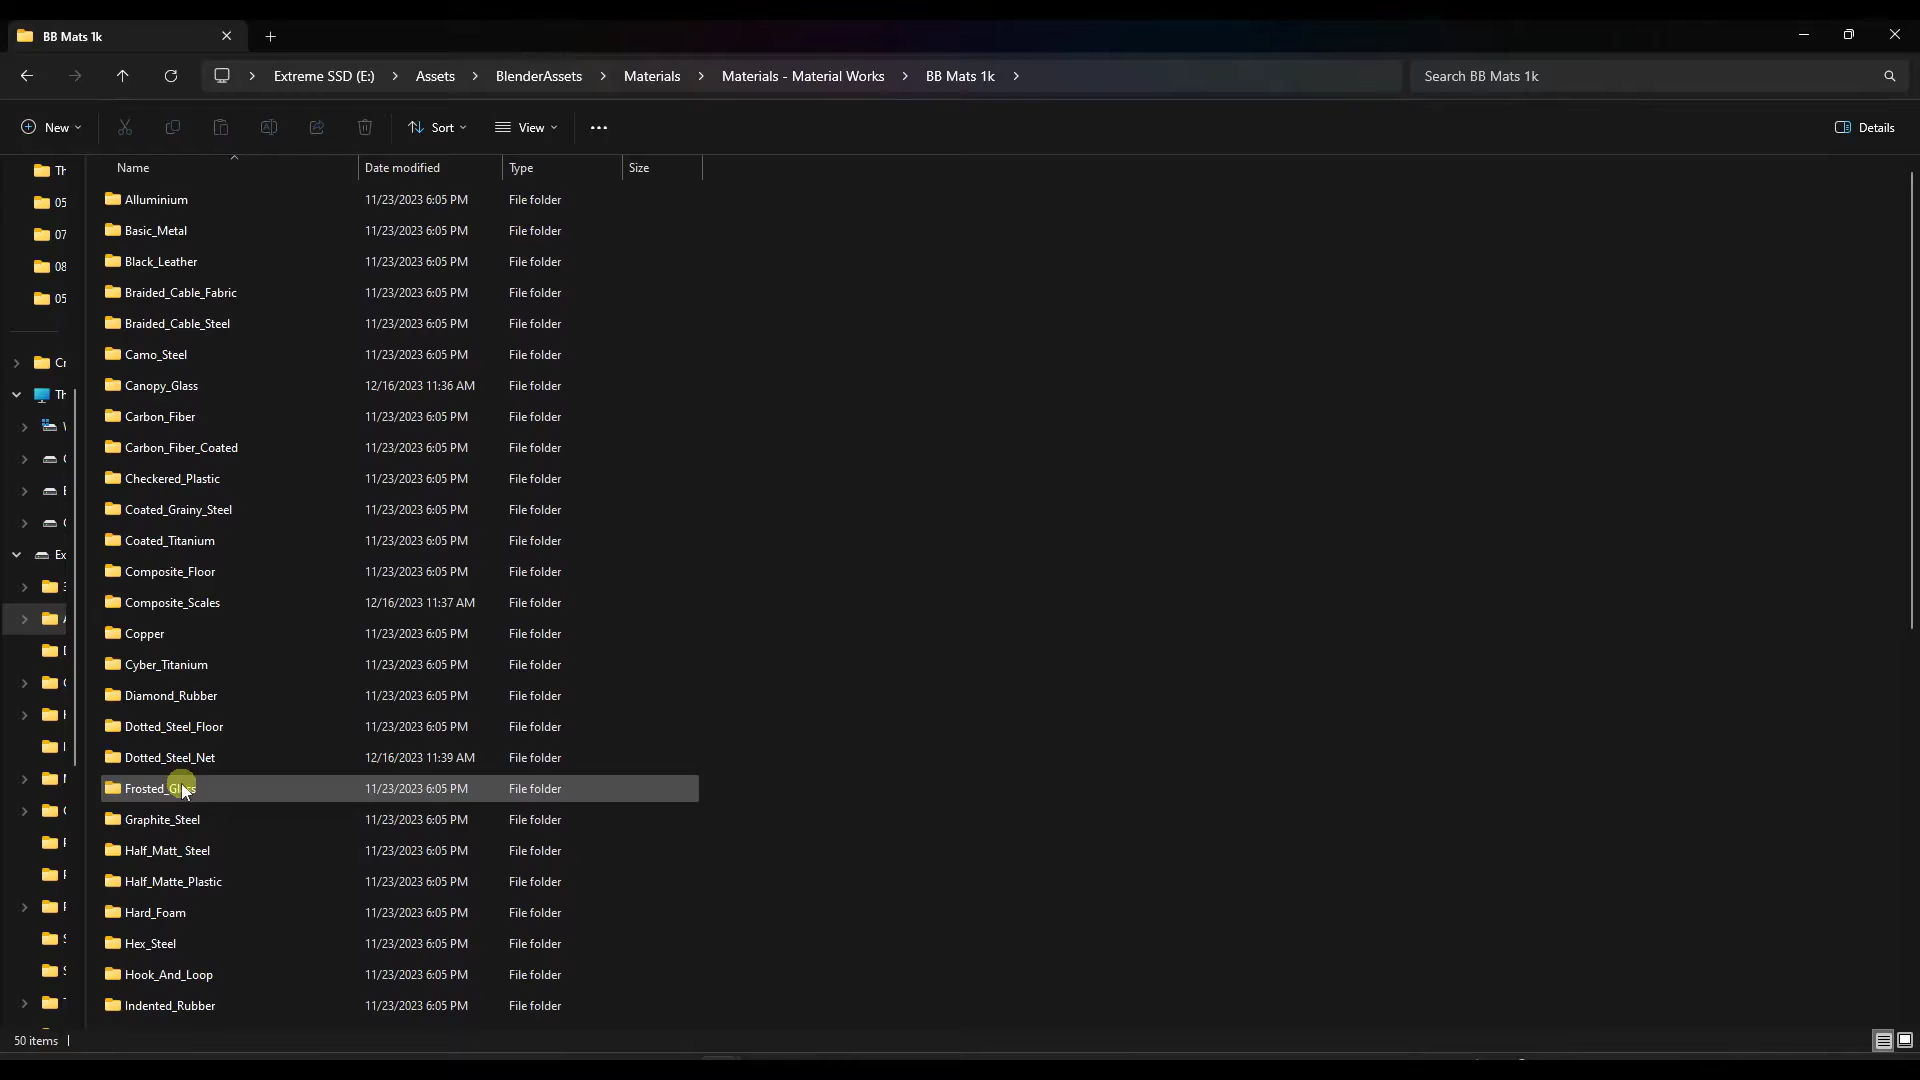 BB Mats 1k
Extreme SSD (E:) Assets BlenderAssets Materials Materials - Material Works BB Mats 1k
Search BB Mats 1k
New Sort View Details
Name Date modified Type Size
Alluminium 11/23/2023 6:05 PM File folder
Basic_Metal 11/23/2023 6:05 PM File folder
Black_Leather 11/23/2023 6:05 PM File folder
Braided_Cable_Fabric 11/23/2023 6:05 PM File folder
Braided_Cable_Steel 11/23/2023 6:05 PM File folder
Camo_Steel 11/23/2023 6:05 PM File folder
Canopy_Glass 12/16/2023 11:36 AM File folder
Carbon_Fiber 11/23/2023 6:05 PM File folder
Carbon_Fiber_Coated 11/23/2023 6:05 PM File folder
Checkered_Plastic 11/23/2023 6:05 PM File folder
Coated_Grainy_Steel 11/23/2023 6:05 PM File folder
Coated_Titanium 11/23/2023 6:05 PM File folder
Composite_Floor 11/23/2023 6:05 PM File folder
Composite_Scales 12/16/2023 11:37 AM File folder
Copper 11/23/2023 6:05 PM File folder
Cyber_Titanium 11/23/2023 6:05 PM File folder
Diamond_Rubber 11/23/2023 6:05 PM File folder
Dotted_Steel_Floor 11/23/2023 6:05 PM File folder
Dotted_Steel_Net 12/16/2023 11:39 AM File folder
Frosted_Glass 11/23/2023 6:05 PM File folder
Graphite_Steel 11/23/2023 6:05 PM File folder
Half_Matt_ Steel 11/23/2023 6:05 PM File folder
Half_Matte_Plastic 11/23/2023 6:05 PM File folder
Hard_Foam 11/23/2023 6:05 PM File folder
Hex_Steel 11/23/2023 6:05 PM File folder
Hook_And_Loop 11/23/2023 6:05 PM File folder
Indented_Rubber 11/23/2023 6:05 PM File folder
50 items